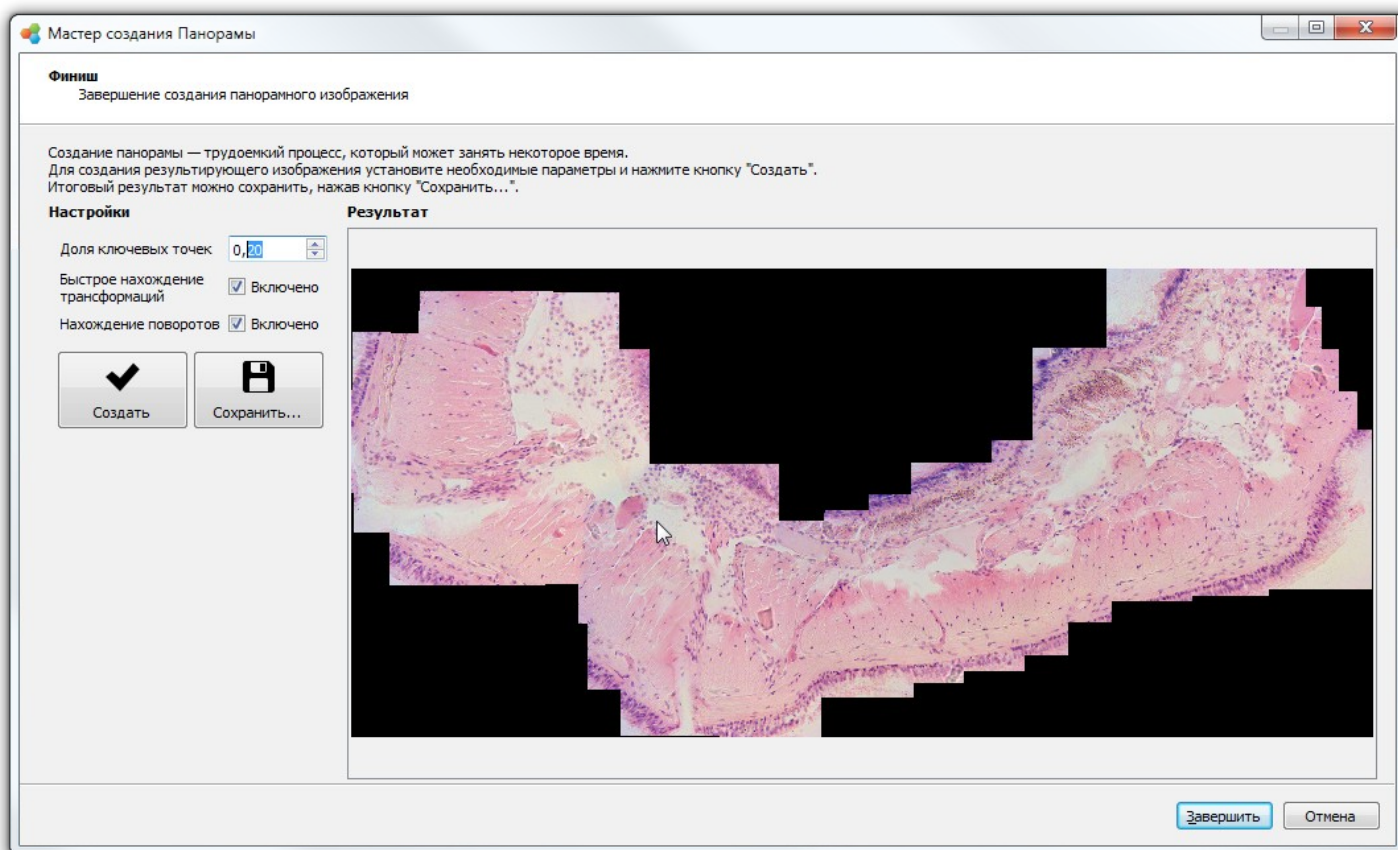 Мастер создания Панорамы
Финиш
Завершение создания панорамного изображения
Создание панорамы — трудоемкий процесс, который может занять некоторое время.
Для создания результирующего изображения установите необходимые параметры и нажмите кнопку "Создать".
Итоговый результат можно сохранить, нажав кнопку "Сохранить...".
Настройки
Результат
Доля ключевых точек 0,20
Быстрое нахождение
трансформаций
Включено
Нахождение поворотов Включено
Создать
Сохранить...
Завершить
Отмена